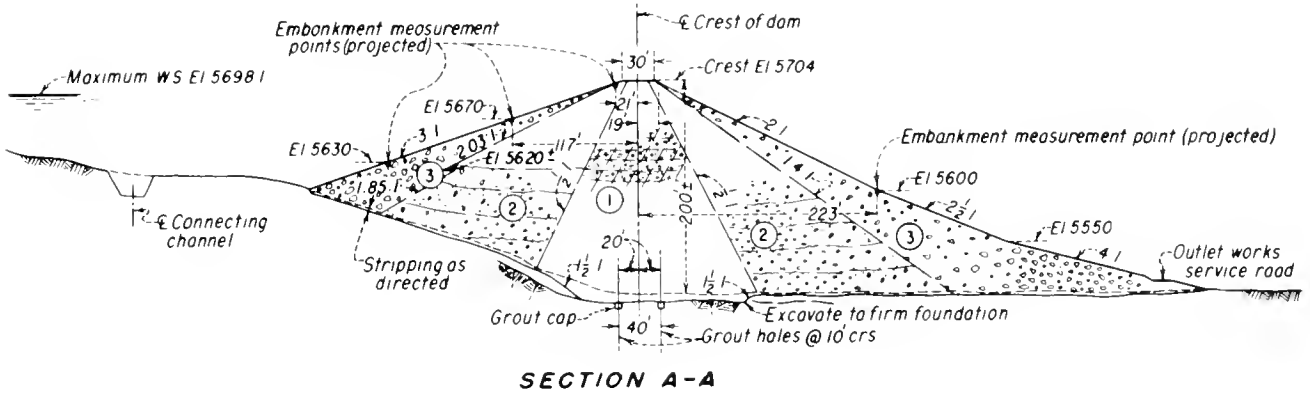 ℄ Crest of dam
Embankment measurement
points (projected)
30'
Maximum WS El 5698 1
Crest El 5704
21'
El 5670
19'
2 1
3 1
2 03 1
117'
Embankment measurement point (projected)
El 5630
El 5620
1 4 1
3
El 5600
1 85 1
1/2
1
200±
2
2
223'
3
2½ 1
El 5550
℄ Connecting
channel
20'
4 1
Outlet works
service road
Stripping as
directed
1½ 1
1½ 1
Grout cap
Excavate to firm foundation
40'
Grout holes @ 10' crs
SECTION A-A